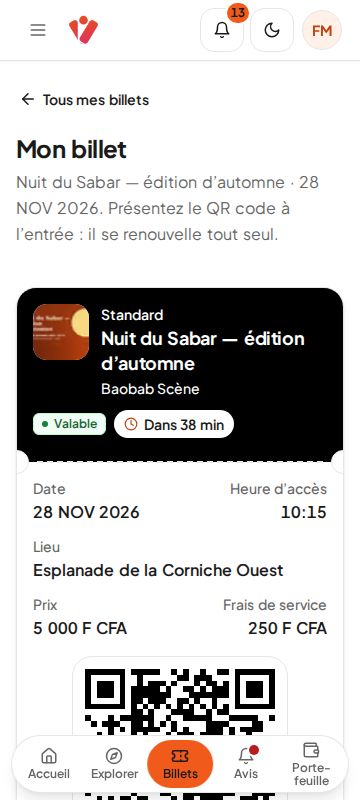 13
FM
Tous mes billets
Mon billet
Nuit du Sabar — édition d’automne · 28
NOV 2026. Présentez le QR code à
l’entrée : il se renouvelle tout seul.
Standard
Nuit du Sabar — édition
d’automne
Baobab Scène
Valable
Dans 38 min
Date
Heure d’accès
28 NOV 2026
10:15
Lieu
Esplanade de la Corniche Ouest
Prix
Frais de service
5 000 F CFA
250 F CFA
Accueil
Explorer
Billets
Avis
Porte-
feuille